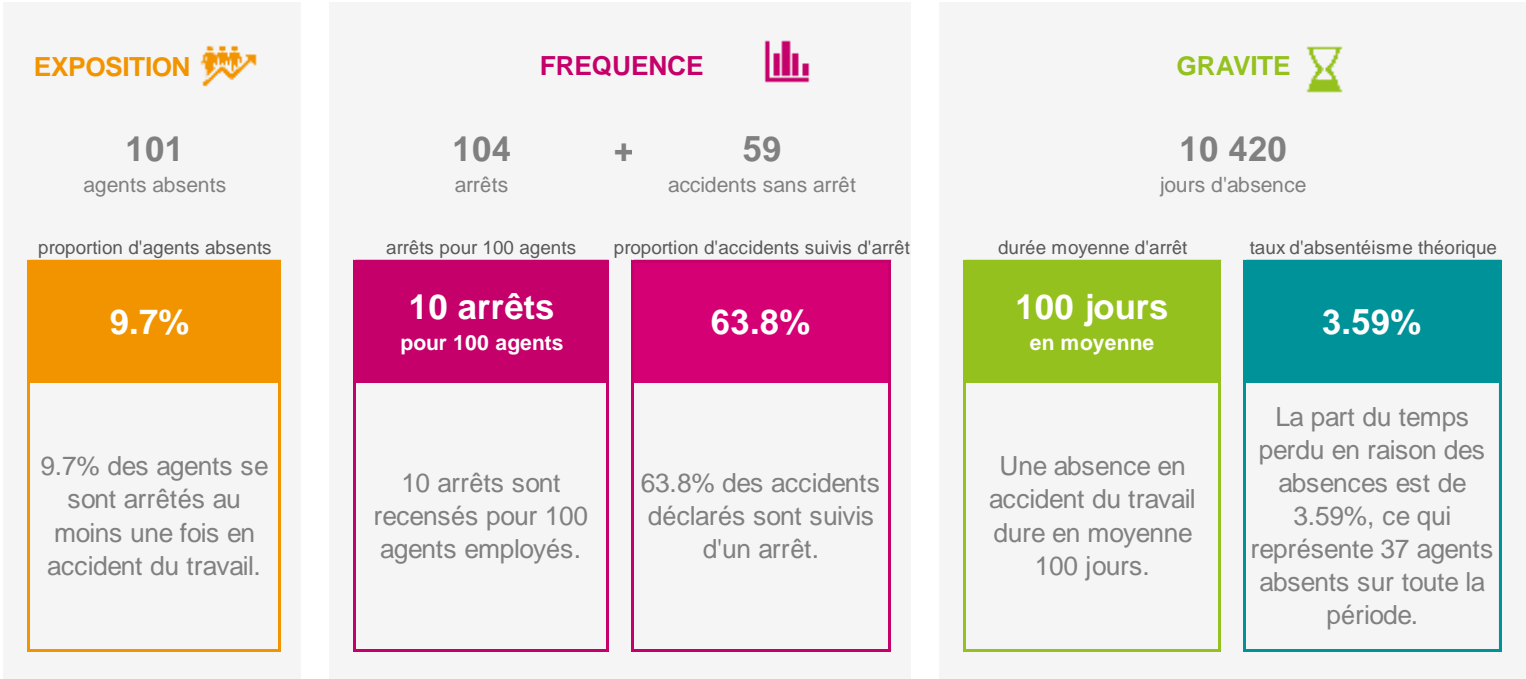 EXPOSITION
101
agents absents
proportion d'agents absents
9.7%
9.7% des agents se
sont arrêtés au
moins une fois en
accident du travail.
FREQUENCE
104
arrêts
+
59
accidents sans arrêt
arrêts pour 100 agents
10 arrêts
pour 100 agents
10 arrêts sont
recensés pour 100
agents employés.
proportion d'accidents suivis d'arrêt
63.8%
63.8% des accidents
déclarés sont suivis
d'un arrêt.
GRAVITE
10 420
jours d'absence
durée moyenne d'arrêt
100 jours
en moyenne
Une absence en
accident du travail
dure en moyenne
100 jours.
taux d'absentéisme théorique
3.59%
La part du temps
perdu en raison des
absences est de
3.59%, ce qui
représente 37 agents
absents sur toute la
période.